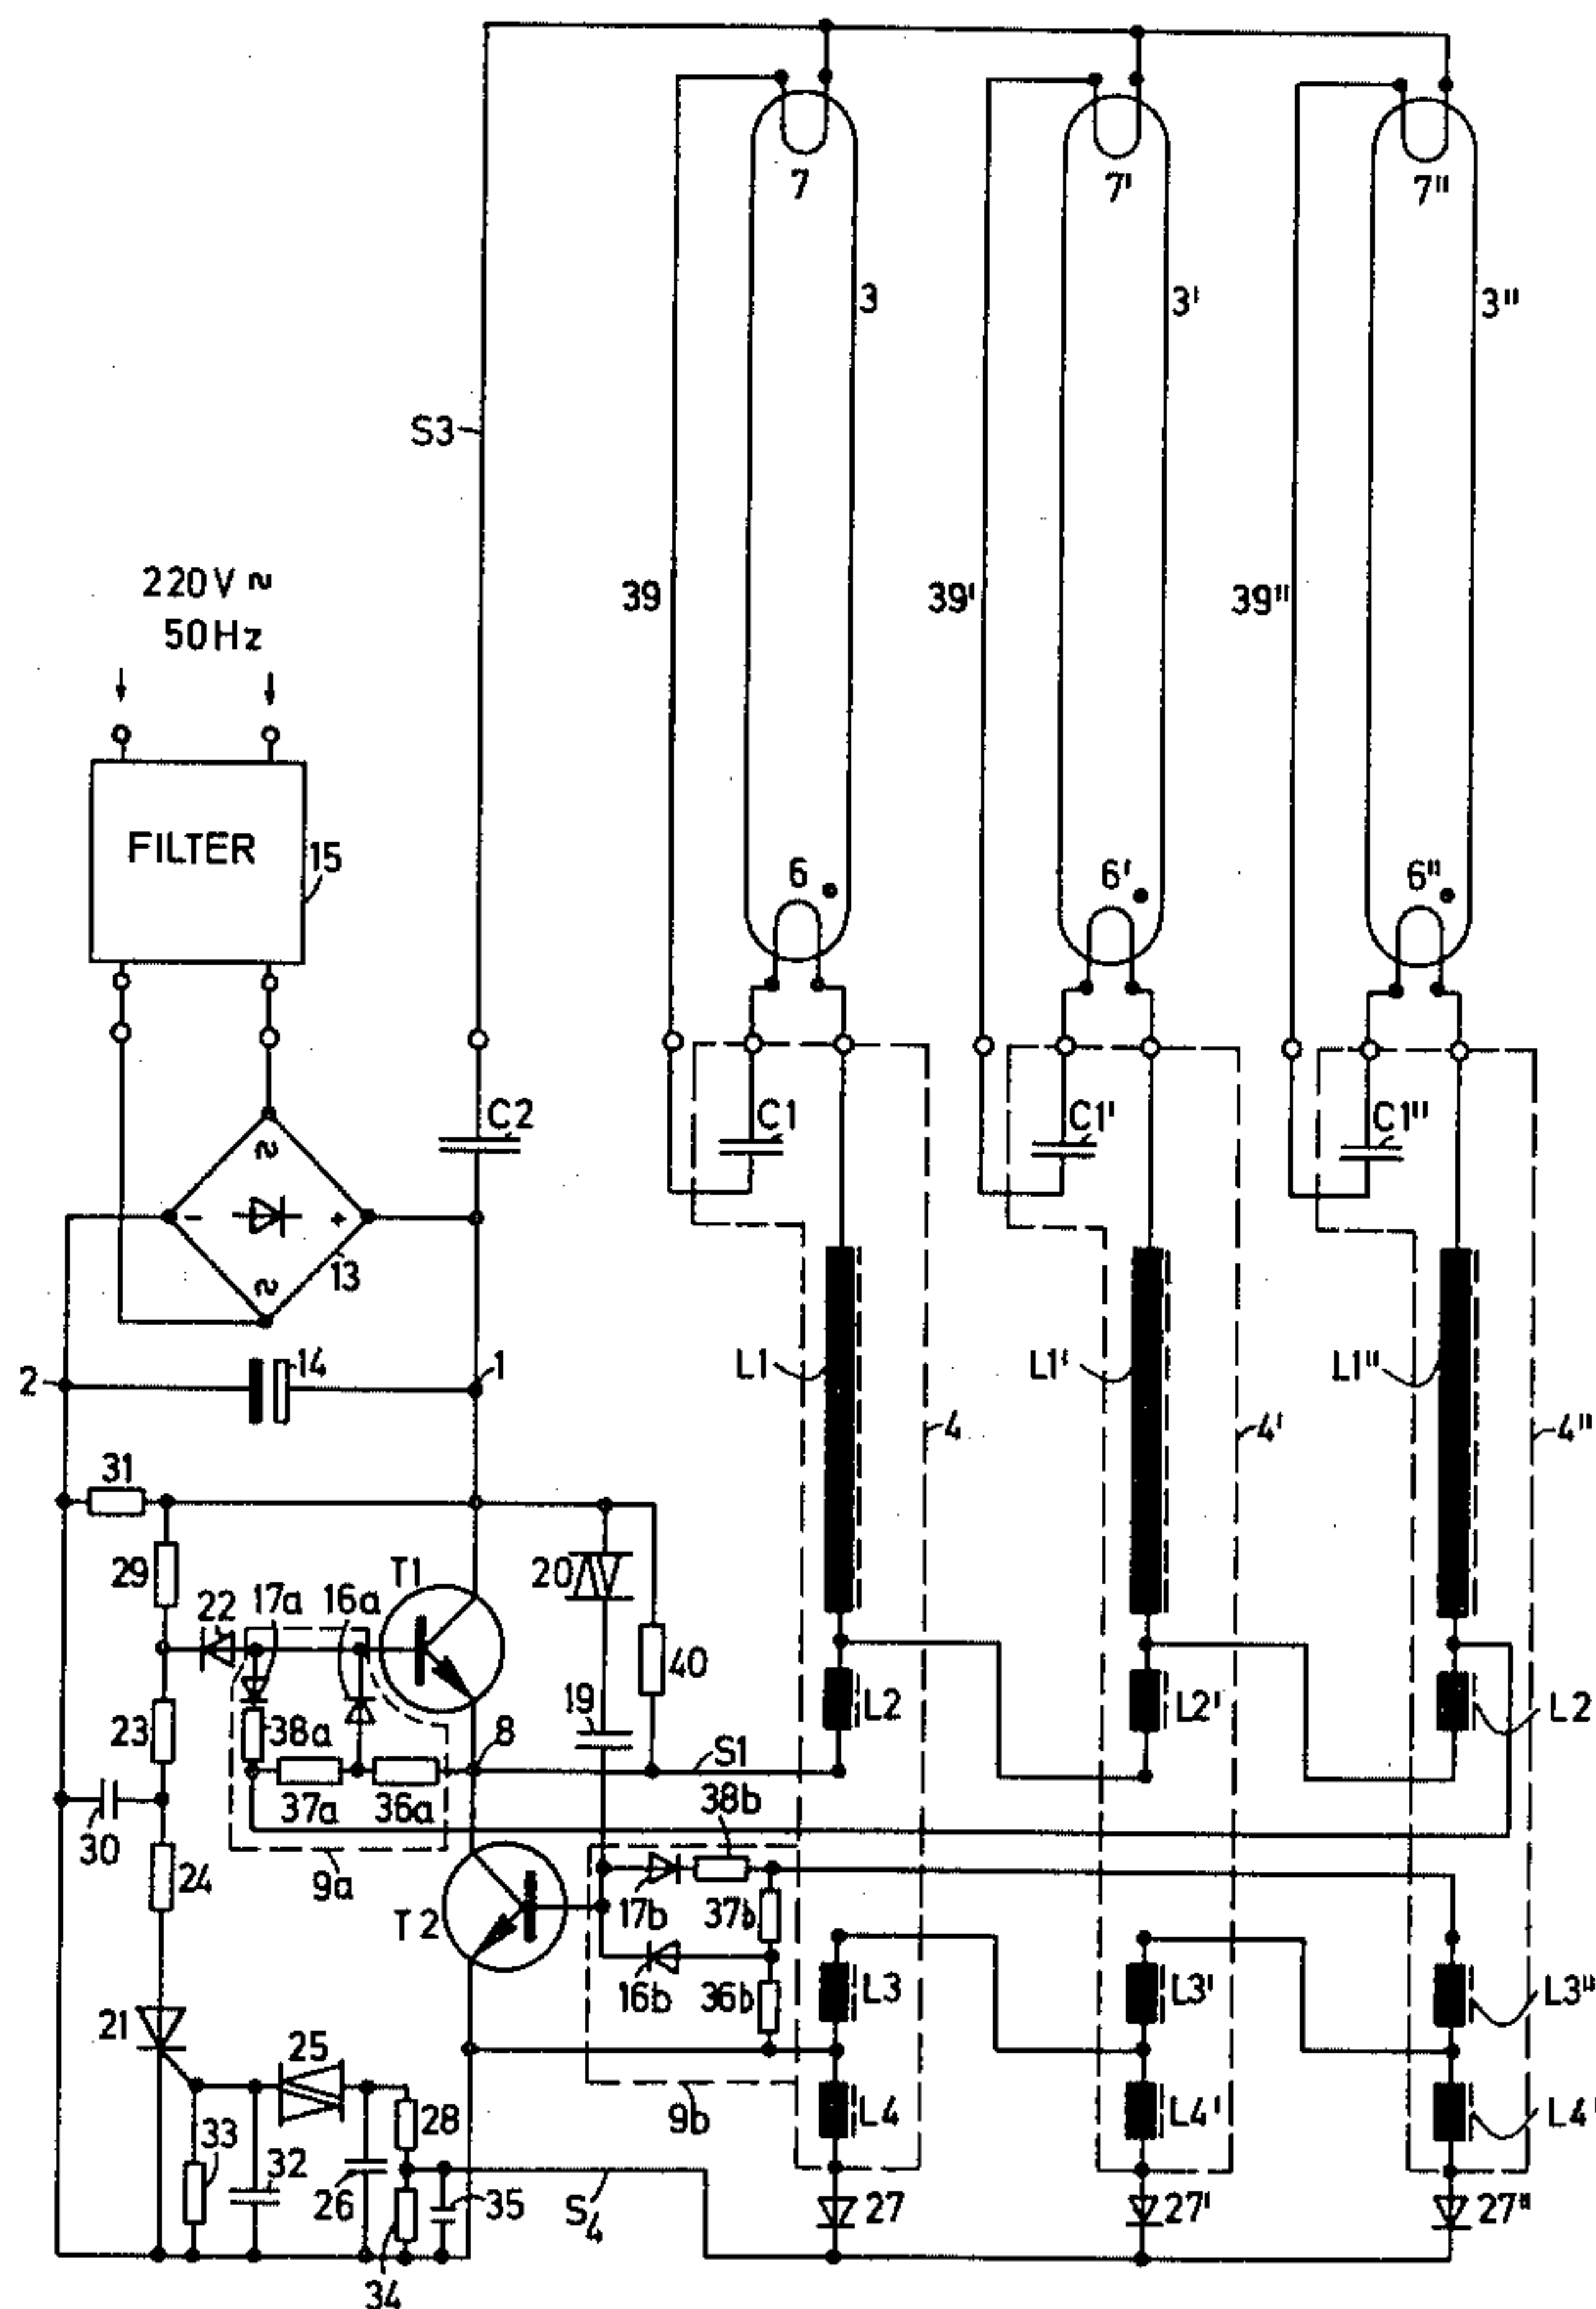 7
7'
7"
3
3'
3"
S3
39
39'
39"
220V ~
50Hz
FILTER
15
6
6'
6"
C2
C1
C1'
C1"
~
- +
~
13
14
2
1
L1
L1'
L1"
4
4'
4"
31
29
T1
20
22
17a
16a
40
23
38a
19
8
L2
L2'
L2
S1
37a
36a
38b
30
24
9a
17b
37b
T2
16b
36b
L3
L3'
L3"
21
25
9b
L4
L4'
L4'
33
32
28
26
35
S4
27
27'
27"
34